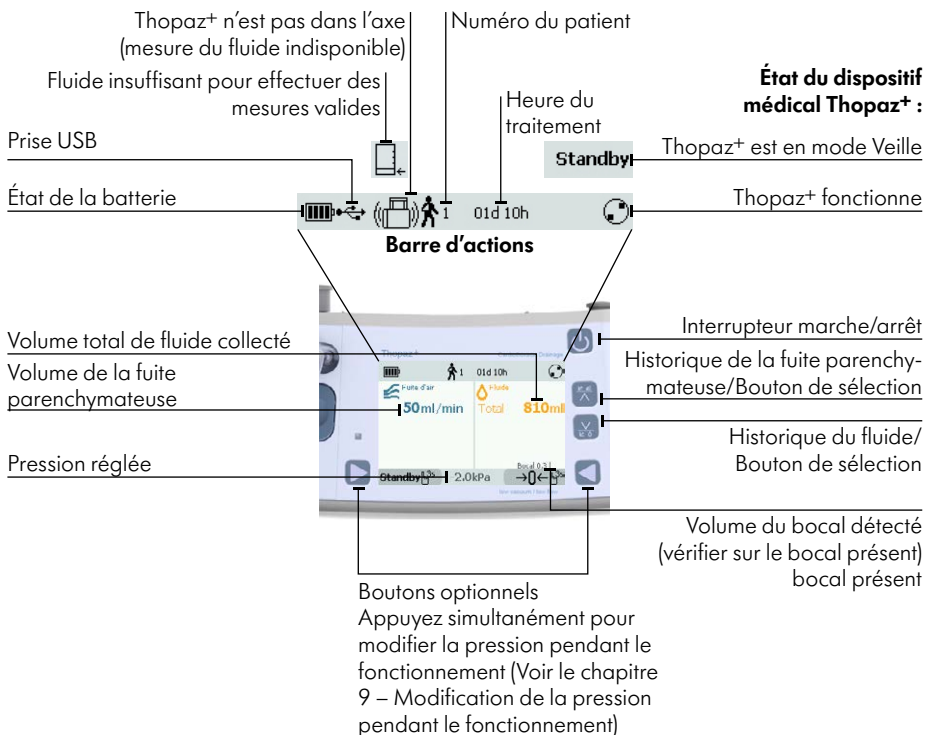 Thopaz+ n'est pas dans l'axe
(mesure du fluide indisponible)
Numéro du patient
Fluide insuffisant pour effectuer des
mesures valides
Heure du
traitement
État du dispositif
médical Thopaz+ :
Prise USB
Standby
Thopaz+ est en mode Veille
État de la batterie
1
01d 10h
Thopaz+ fonctionne
Barre d'actions
Volume total de fluide collecté
Volume de la fuite
parenchymateuse
Pression réglée
Thopaz+
1
01d 10h
Fuite d'air
50ml/min
Fluide
Total 810ml
Bocal 0.3 l
Standby
2.0kPa
→0←
Interrupteur marche/arrêt
Historique de la fuite parenchy-
mateuse/Bouton de sélection
Historique du fluide/
Bouton de sélection
Volume du bocal détecté
(vérifier sur le bocal présent)
bocal présent
Boutons optionnels
Appuyez simultanément pour
modifier la pression pendant le
fonctionnement (Voir le chapitre
9 – Modification de la pression
pendant le fonctionnement)